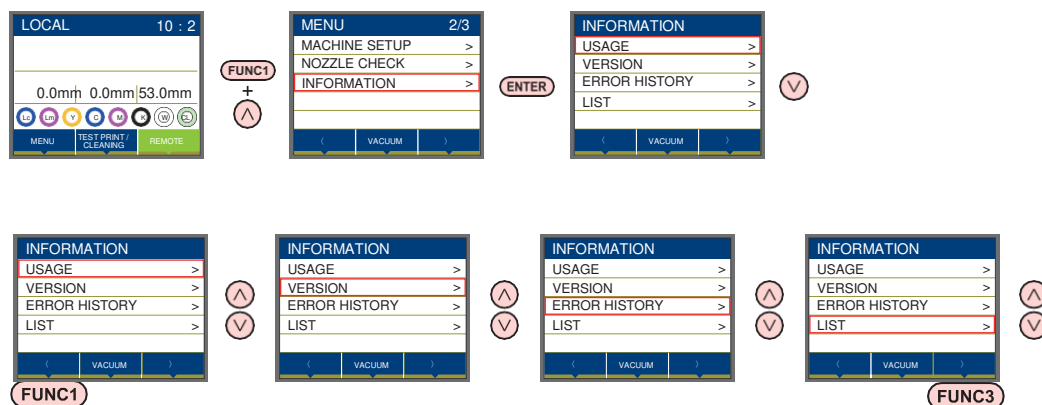 LOCAL 10 : 2
0.0mm 0.0mm 53.0mm
Lc Lm Y C M K W CL
MENU TEST PRINT / CLEANING REMOTE
FUNC1
+
MENU 2/3
MACHINE SETUP >
NOZZLE CHECK >
INFORMATION >
〈 VACUUM 〉
ENTER
INFORMATION
USAGE >
VERSION >
ERROR HISTORY >
LIST >
〈 VACUUM 〉
INFORMATION
USAGE >
VERSION >
ERROR HISTORY >
LIST >
〈 VACUUM 〉
FUNC1
INFORMATION
USAGE >
VERSION >
ERROR HISTORY >
LIST >
〈 VACUUM 〉
INFORMATION
USAGE >
VERSION >
ERROR HISTORY >
LIST >
〈 VACUUM 〉
INFORMATION
USAGE >
VERSION >
ERROR HISTORY >
LIST >
〈 VACUUM 〉
FUNC3